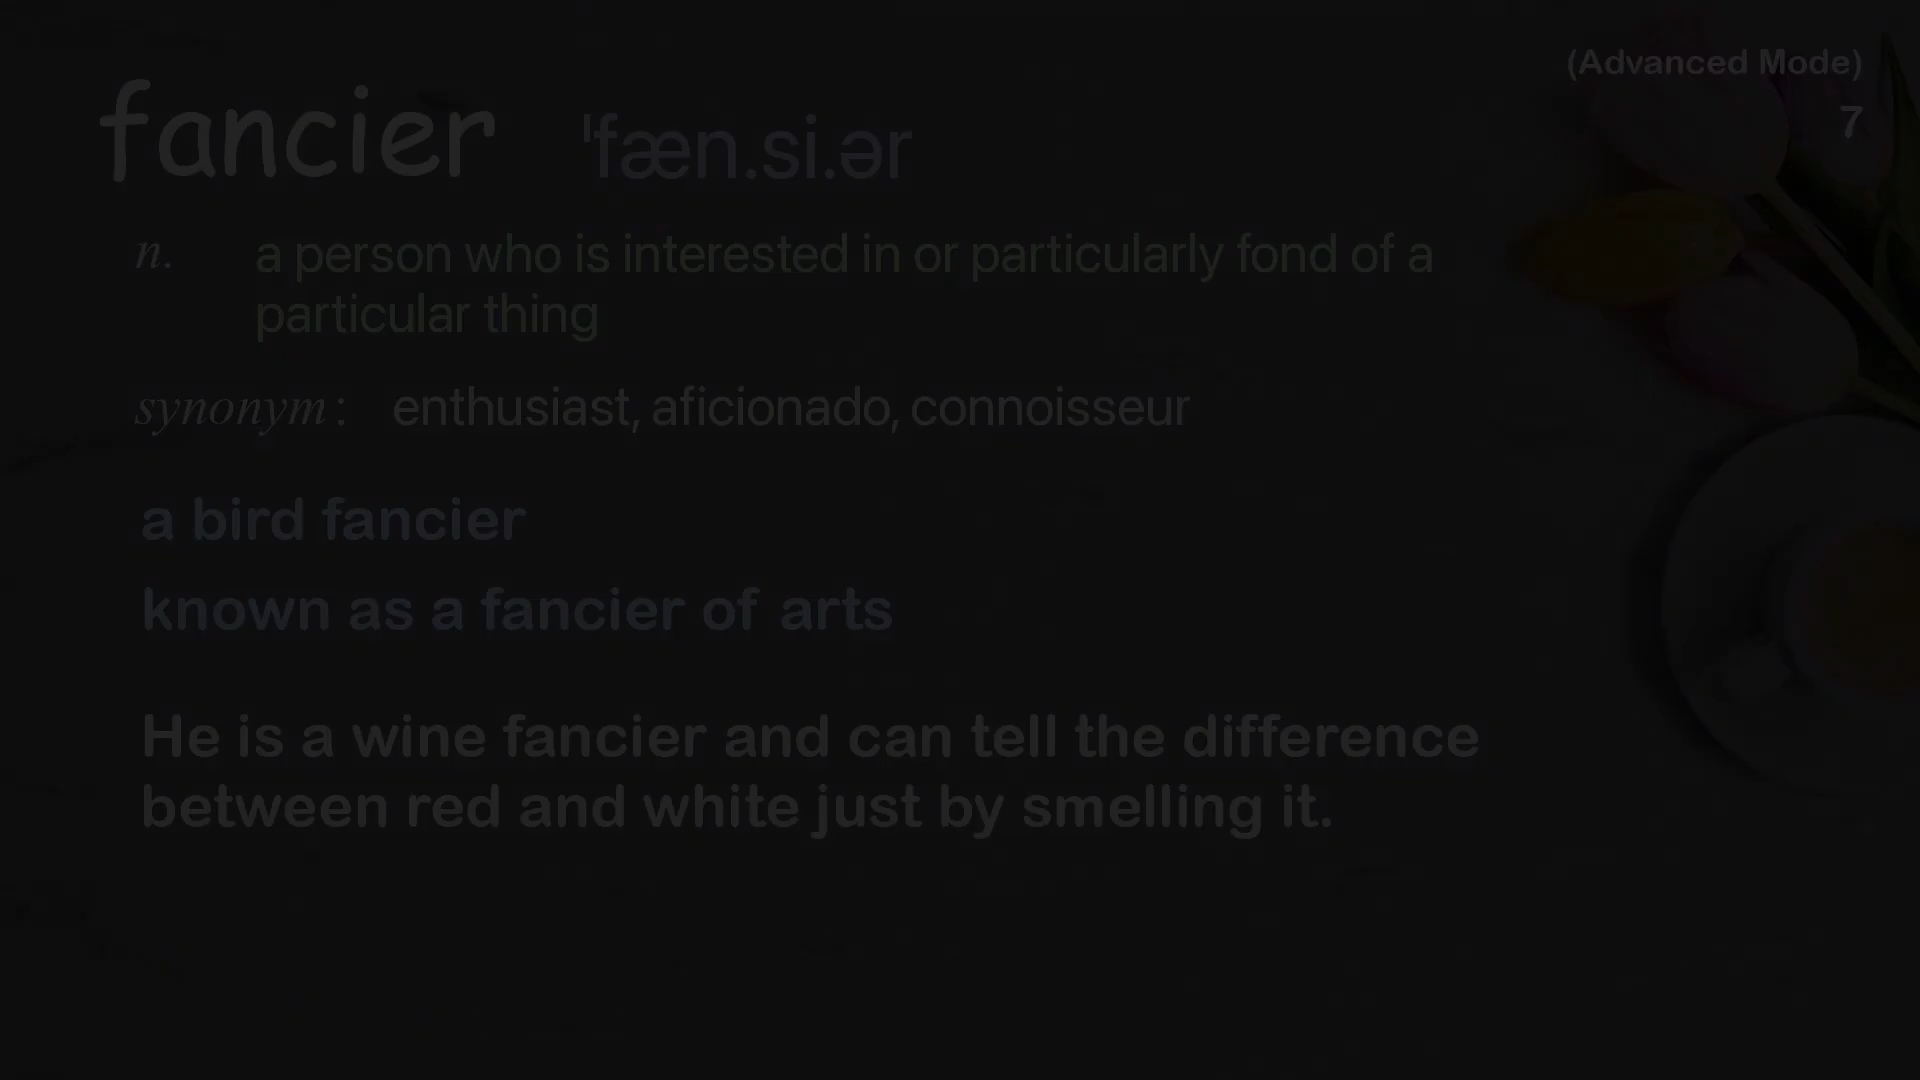 (Advanced Mode)
7
fancier ˈfæn.si.ər
n. a person who is interested in or particularly fond of a
particular thing
synonym: enthusiast, aficionado, connoisseur
a bird fancier
known as a fancier of arts
He is a wine fancier and can tell the difference
between red and white just by smelling it.